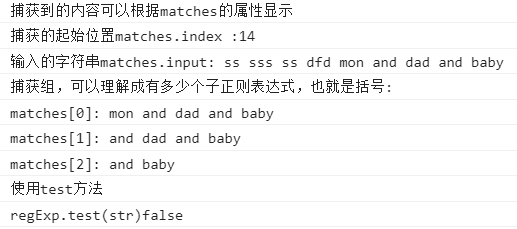 捕获到的内容可以根据matches的属性显示
捕获的起始位置matches.index :14
输入的字符串matches.input: ss sss ss dfd mon and dad and baby
捕获组，可以理解成有多少个子正则表达式，也就是括号:
matches[0]: mon and dad and baby
matches[1]: and dad and baby
matches[2]: and baby
使用test方法
regExp.test(str)false